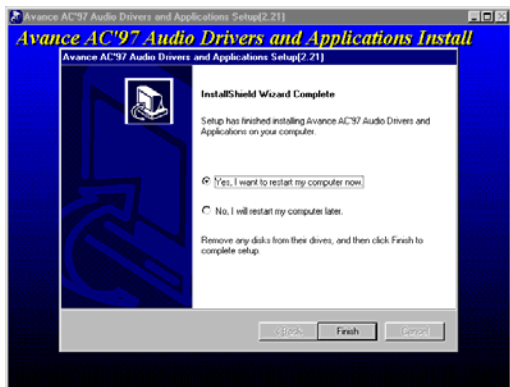 Avance AC'97 Audio Drivers and Applications Setup(2.21)
Avance AC'97 Audio Drivers and Applications Install
Avance AC'97 Audio Drivers and Applications Setup(2.21)
InstallShield Wizard Complete
Setup has finished installing Avance AC'97 Audio Drivers and
Applications on your computer.
Yes, I want to restart my computer now.
No, I will restart my computer later.
Remove any disks from their drives, and then click Finish to
complete setup.
< Back Finish Cancel